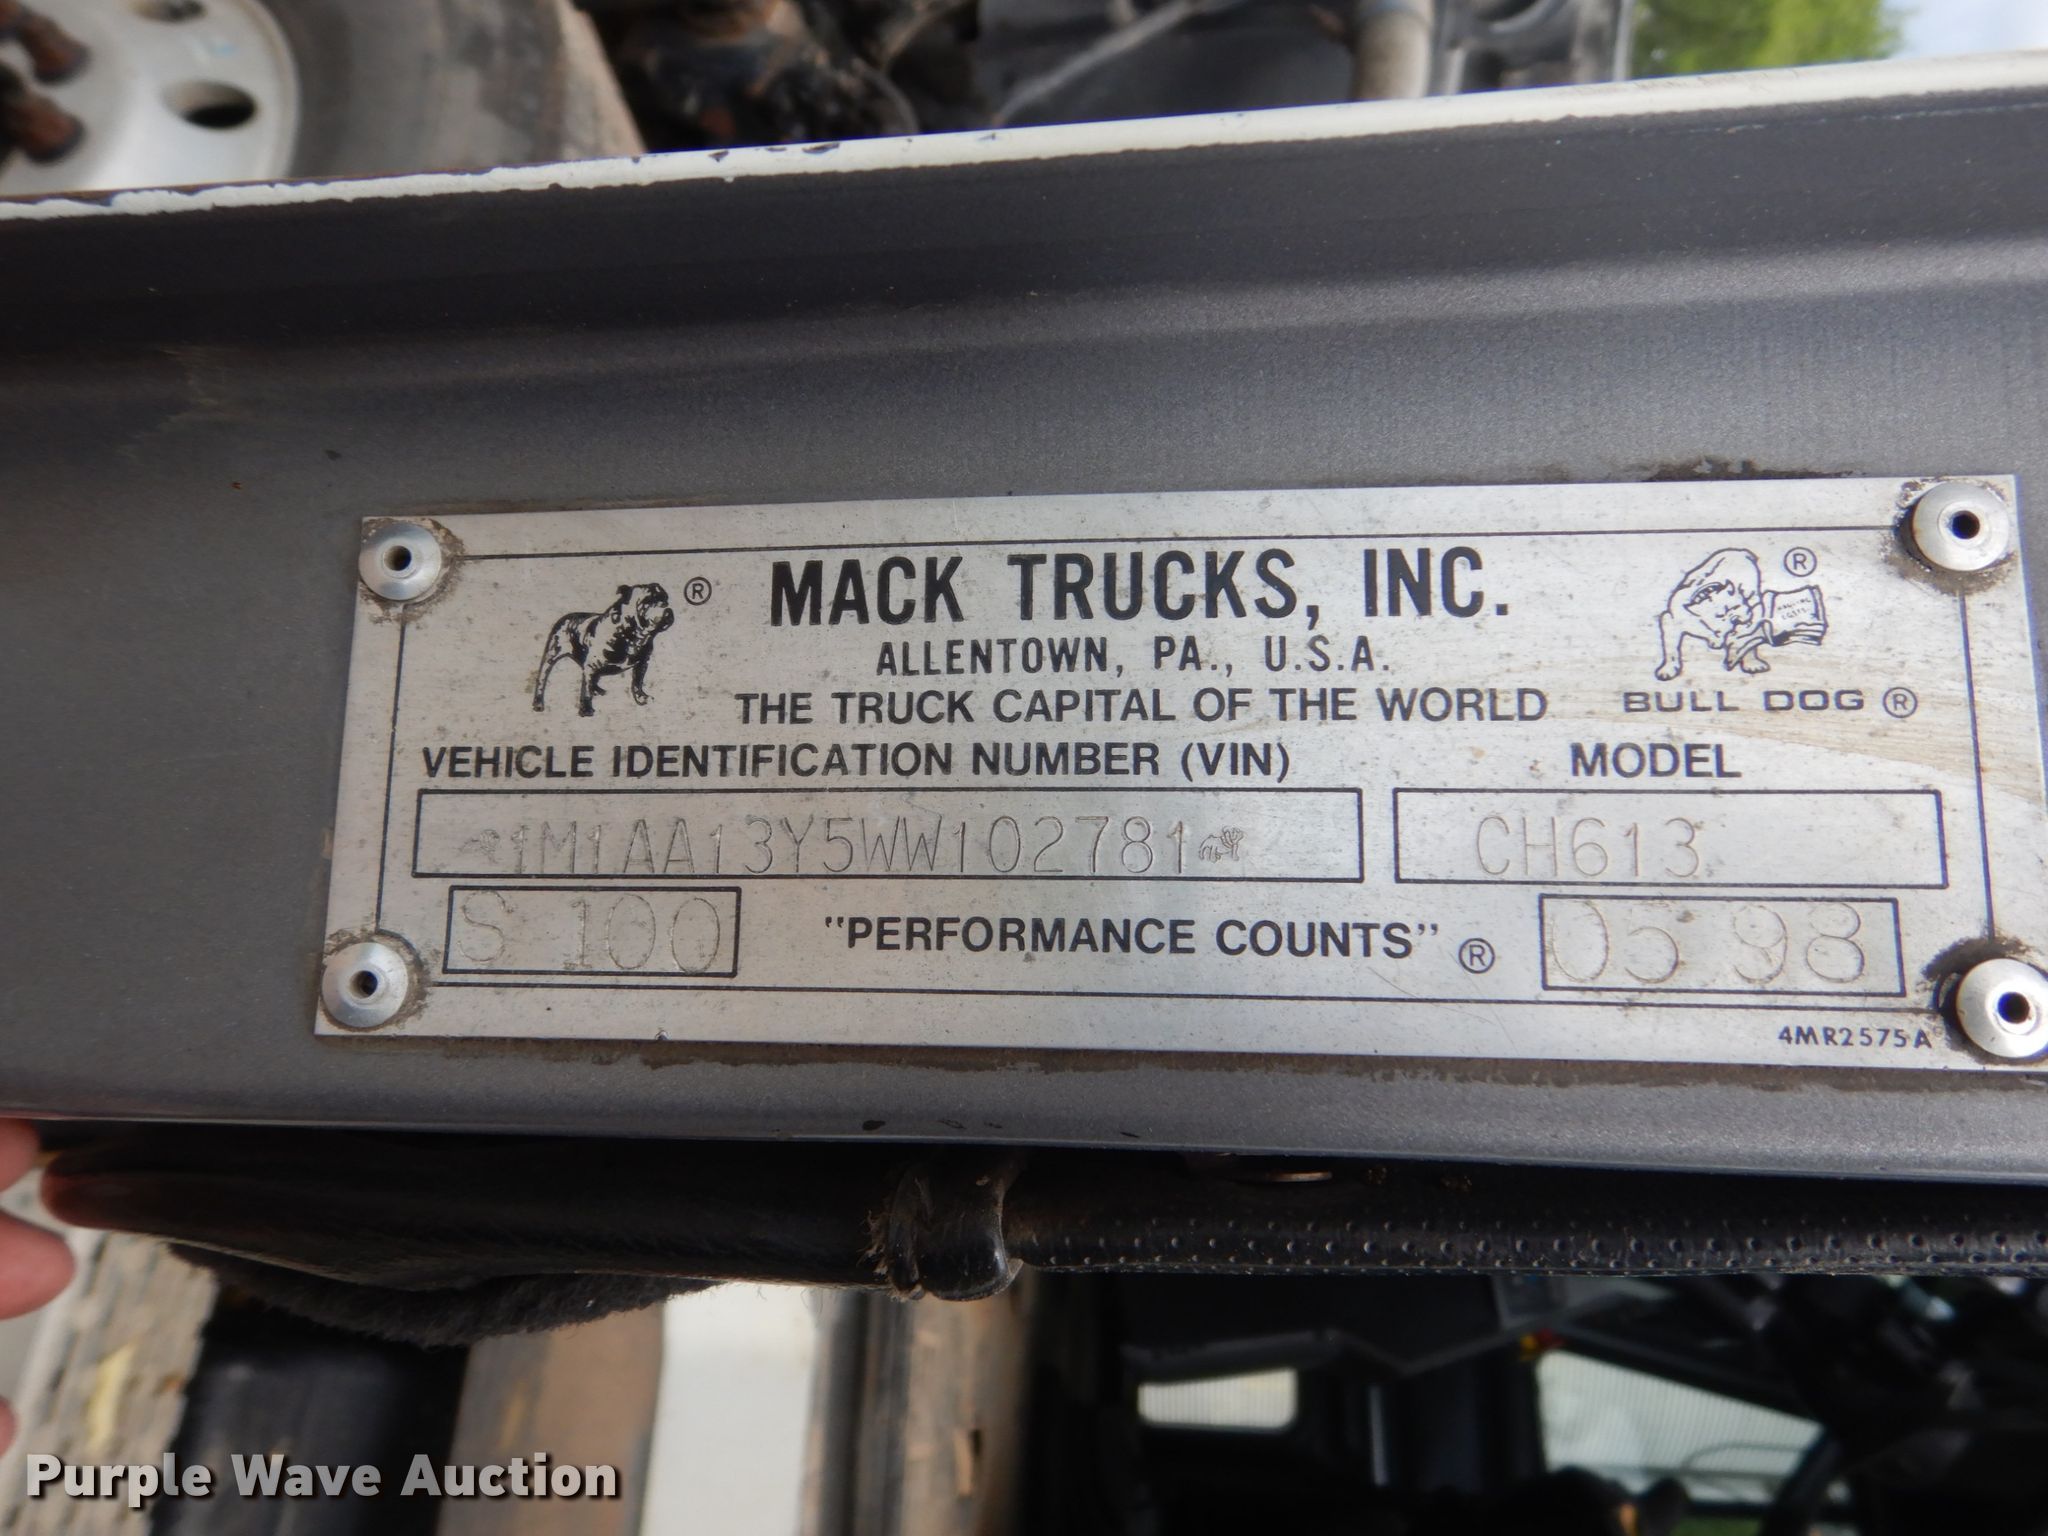 MACK TRUCKS, INC.
ALLENTOWN, PA., U.S.A.
THE TRUCK CAPITAL OF THE WORLD
BULL DOG ®
VEHICLE IDENTIFICATION NUMBER (VIN)
MODEL
1M1AA13Y5WW102781
CH613
S 100
"PERFORMANCE COUNTS" ®
05 98
4MR2575A
Purple Wave Auction